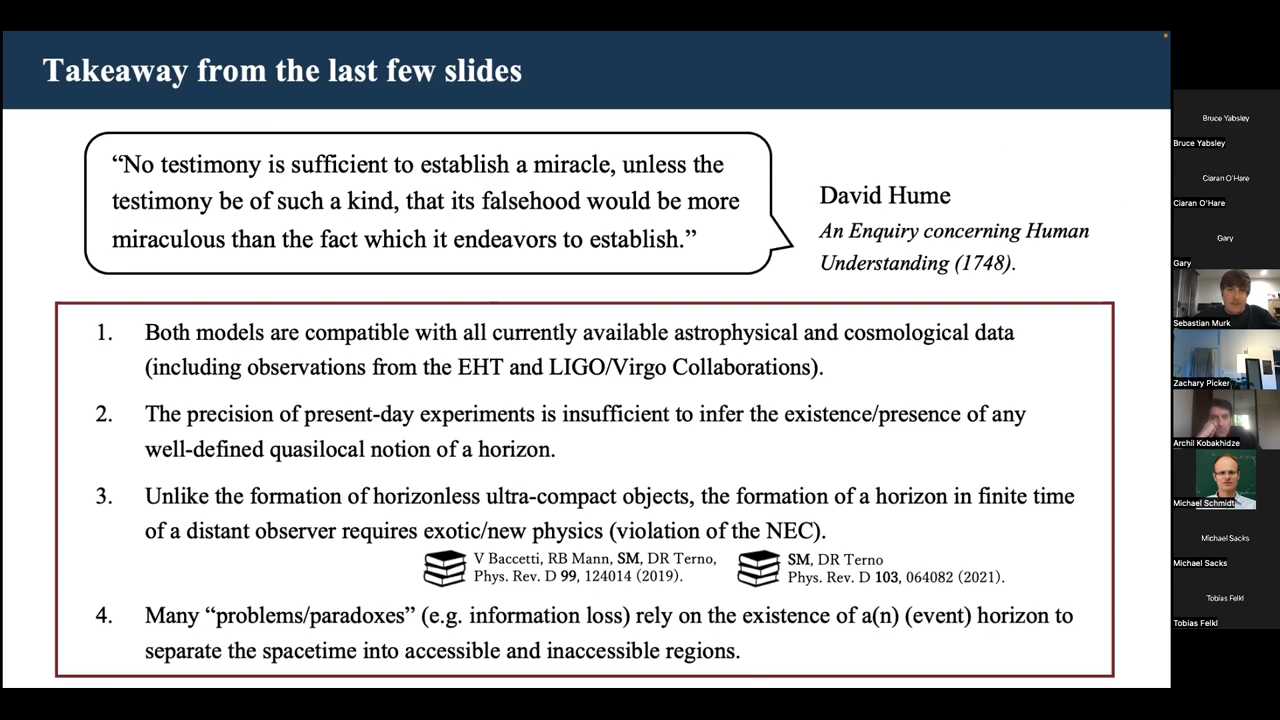 Takeaway from the last few slides
“No testimony is sufficient to establish a miracle, unless the
testimony be of such a kind, that its falsehood would be more
miraculous than the fact which it endeavors to establish.”
David Hume
An Enquiry concerning Human
Understanding (1748).
1. Both models are compatible with all currently available astrophysical and cosmological data
(including observations from the EHT and LIGO/Virgo Collaborations).
2. The precision of present-day experiments is insufficient to infer the existence/presence of any
well-defined quasilocal notion of a horizon.
3. Unlike the formation of horizonless ultra-compact objects, the formation of a horizon in finite time
of a distant observer requires exotic/new physics (violation of the NEC).
V Baccetti, RB Mann, SM, DR Terno,
Phys. Rev. D 99, 124014 (2019).
SM, DR Terno
Phys. Rev. D 103, 064082 (2021).
4. Many “problems/paradoxes” (e.g. information loss) rely on the existence of a(n) (event) horizon to
separate the spacetime into accessible and inaccessible regions.
Bruce Yabsley
Bruce Yabsley
Ciaran O'Hare
Ciaran O'Hare
Gary
Gary
Sebastian Murk
Zachary Picker
Archil Kobakhidze
Michael Schmidt
Michael Sacks
Michael Sacks
Tobias Felkl
Tobias Felkl